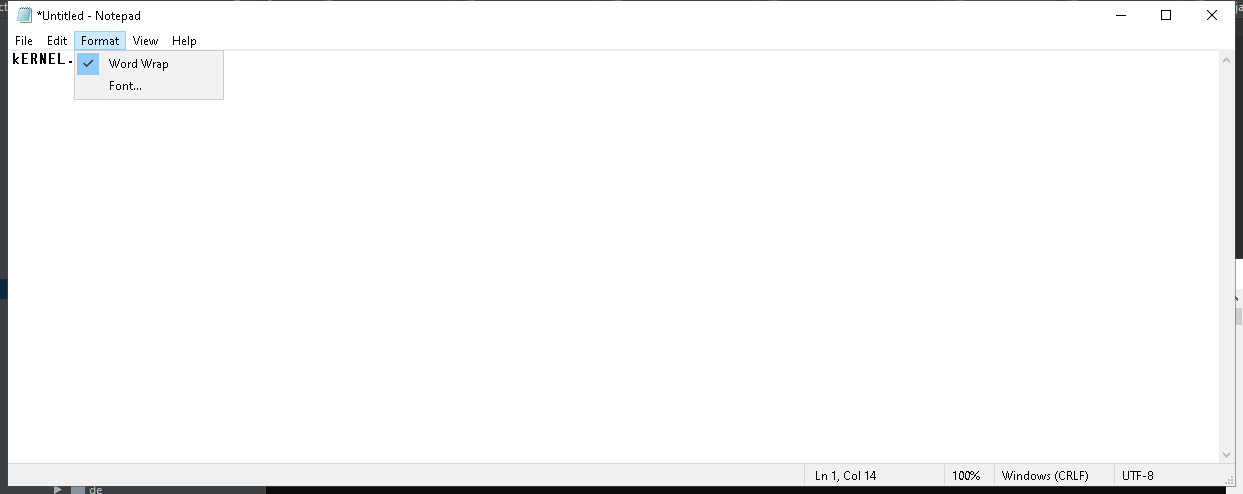 *Untitled - Notepad
File Edit Format View Help
kERNEL.
Word Wrap
Font...
Ln 1, Col 14 100% Windows (CRLF) UTF-8
de